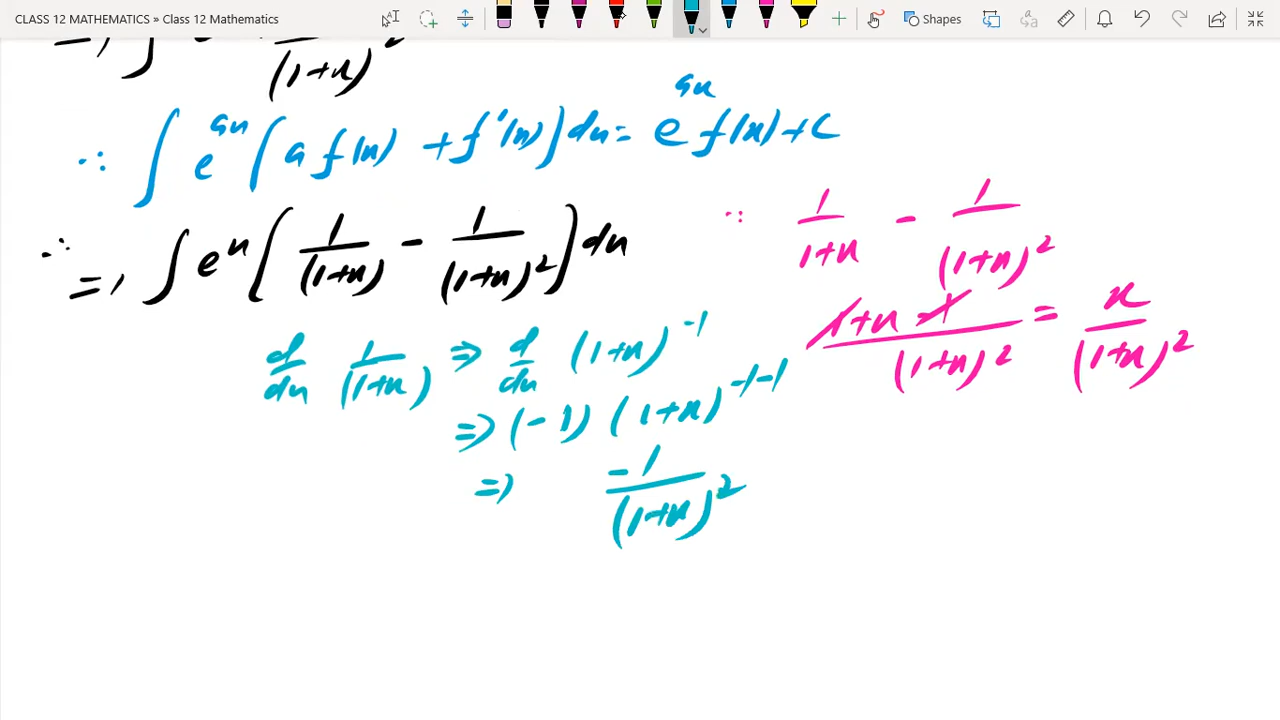 CLASS 12 MATHEMATICS » Class 12 Mathematics
Shapes
(1+x)²
∴ ∫ e^{ax} [a f(x) + f'(x)] dx = e^{ax} f(x) + C
∴ => ∫ e^x [1/(1+x) - 1/(1+x)²] dx
d/dx 1/(1+x) => d/dx (1+x)^{-1}
=> (-1) (1+x)^{-1-1}
=> -1/(1+x)²
∵ 1/(1+x) - 1/(1+x)²
(1+x-1)/(1+x)² = x/(1+x)²